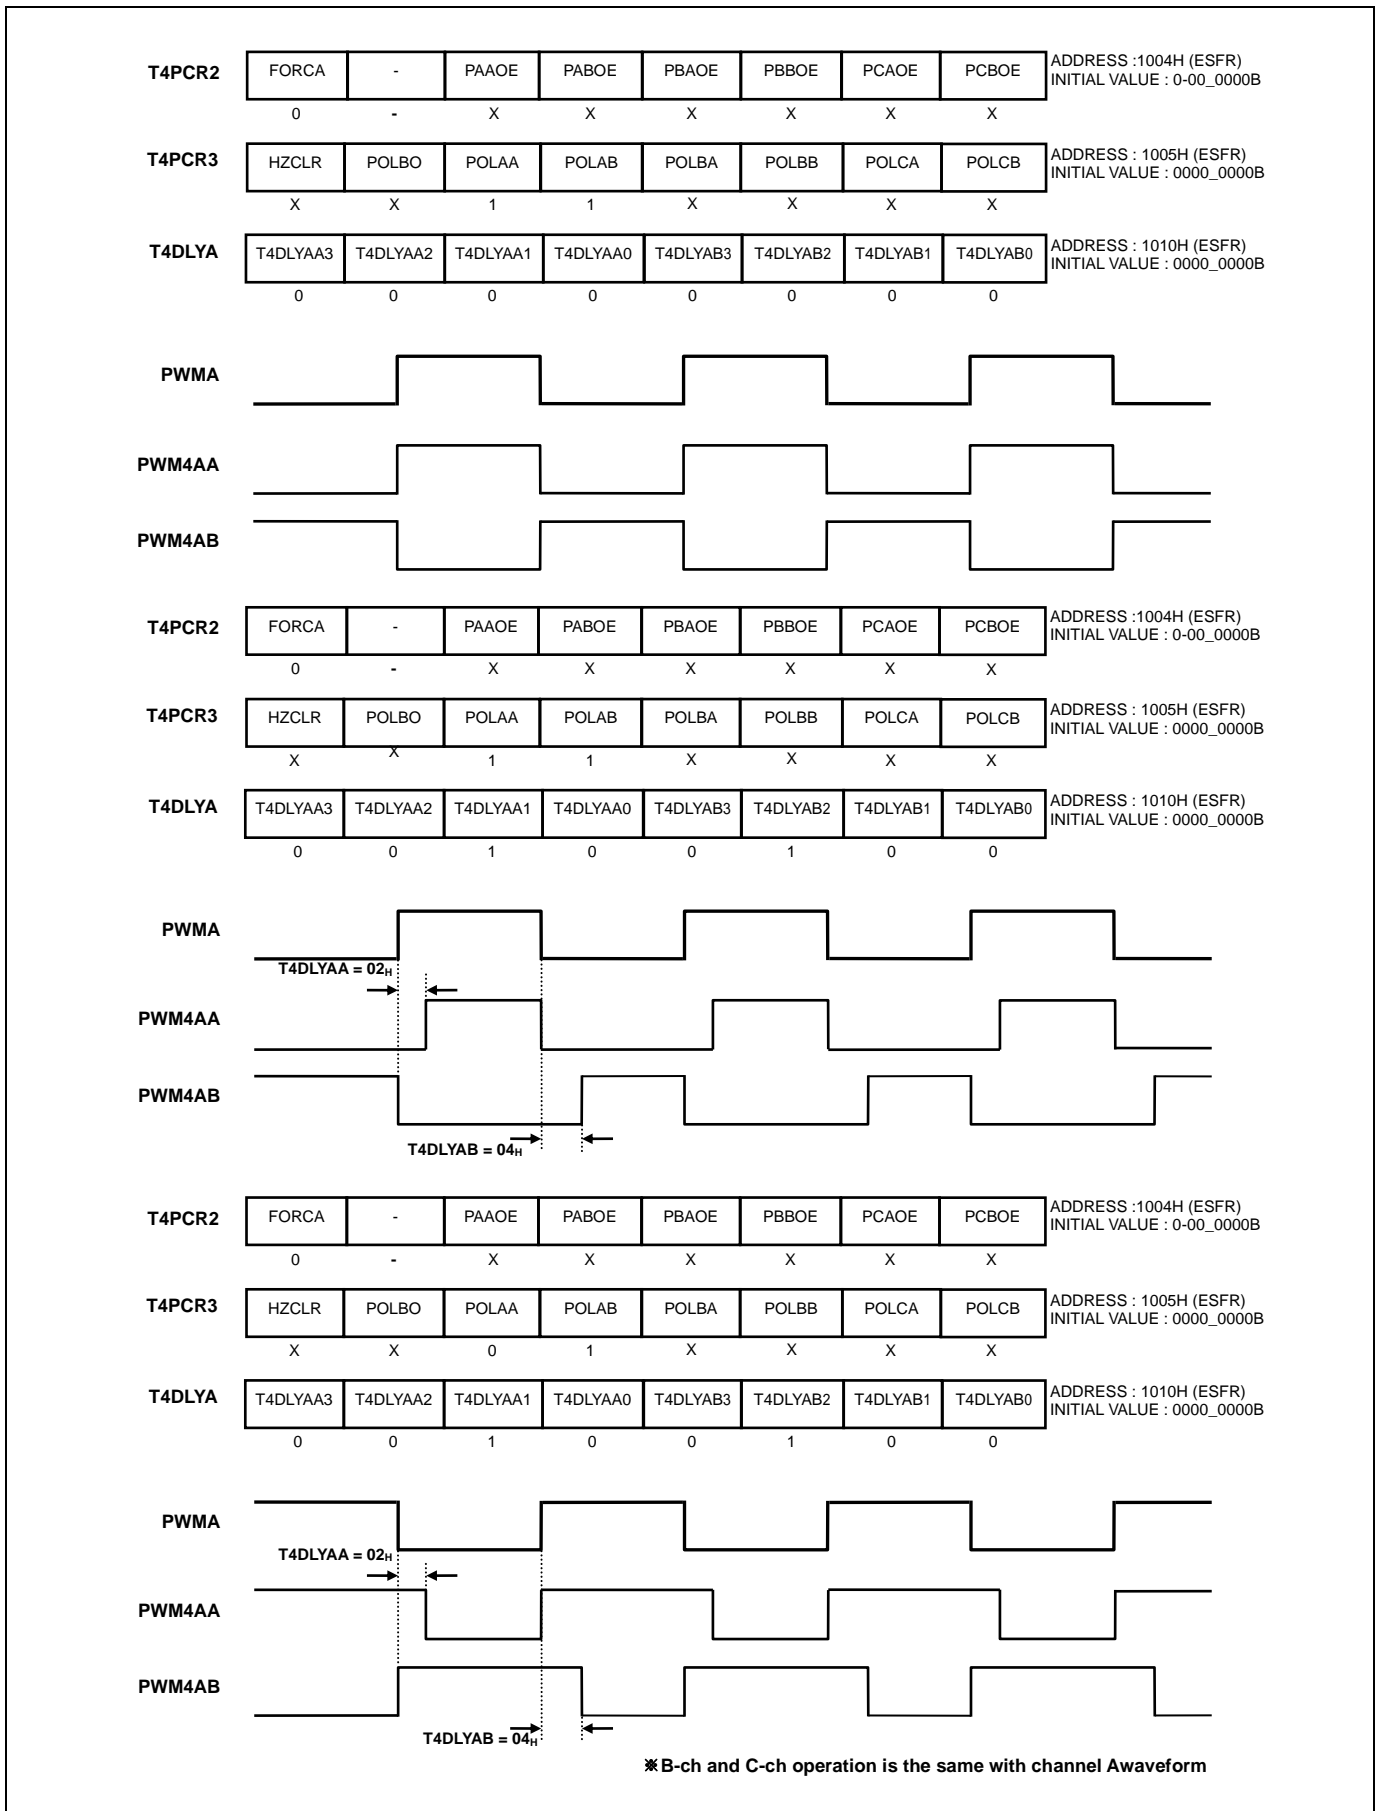 T4PCR2 FORCA - PAAOE PABOE PBAOE PBBOE PCAOE PCBOE ADDRESS :1004H (ESFR)
INITIAL VALUE : 0-00_0000B
0 - X X X X X X
T4PCR3 HZCLR POLBO POLAA POLAB POLBA POLBB POLCA POLCB ADDRESS : 1005H (ESFR)
INITIAL VALUE : 0000_0000B
X X 1 1 X X X X
T4DLYA T4DLYAA3 T4DLYAA2 T4DLYAA1 T4DLYAA0 T4DLYAB3 T4DLYAB2 T4DLYAB1 T4DLYAB0 ADDRESS : 1010H (ESFR)
INITIAL VALUE : 0000_0000B
0 0 0 0 0 0 0 0
PWMA
PWM4AA
PWM4AB
T4PCR2 FORCA - PAAOE PABOE PBAOE PBBOE PCAOE PCBOE ADDRESS :1004H (ESFR)
INITIAL VALUE : 0-00_0000B
0 - X X X X X X
T4PCR3 HZCLR POLBO POLAA POLAB POLBA POLBB POLCA POLCB ADDRESS : 1005H (ESFR)
INITIAL VALUE : 0000_0000B
X X 1 1 X X X X
T4DLYA T4DLYAA3 T4DLYAA2 T4DLYAA1 T4DLYAA0 T4DLYAB3 T4DLYAB2 T4DLYAB1 T4DLYAB0 ADDRESS : 1010H (ESFR)
INITIAL VALUE : 0000_0000B
0 0 1 0 0 1 0 0
PWMA
T4DLYAA = 02H
PWM4AA
PWM4AB
T4DLYAB = 04H
T4PCR2 FORCA - PAAOE PABOE PBAOE PBBOE PCAOE PCBOE ADDRESS :1004H (ESFR)
INITIAL VALUE : 0-00_0000B
0 - X X X X X X
T4PCR3 HZCLR POLBO POLAA POLAB POLBA POLBB POLCA POLCB ADDRESS : 1005H (ESFR)
INITIAL VALUE : 0000_0000B
X X 0 1 X X X X
T4DLYA T4DLYAA3 T4DLYAA2 T4DLYAA1 T4DLYAA0 T4DLYAB3 T4DLYAB2 T4DLYAB1 T4DLYAB0 ADDRESS : 1010H (ESFR)
INITIAL VALUE : 0000_0000B
0 0 1 0 0 1 0 0
PWMA
T4DLYAA = 02H
PWM4AA
PWM4AB
T4DLYAB = 04H
※B-ch and C-ch operation is the same with channel Awaveform